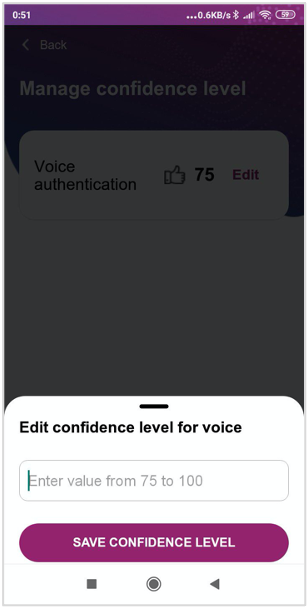 0:51 ...0.6KB/s 59
Back
Manage confidence level
Voice
authentication
75 Edit
Edit confidence level for voice
Enter value from 75 to 100
SAVE CONFIDENCE LEVEL